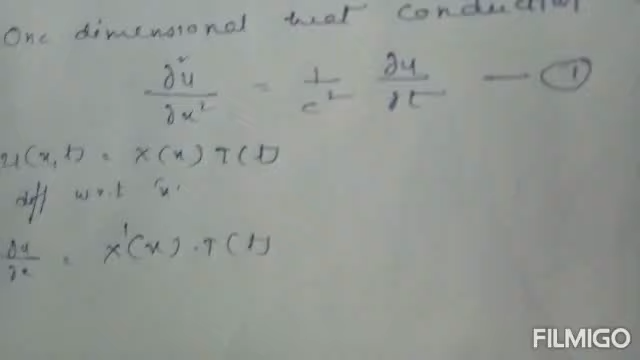 One dimensional heat conduction
∂²u/∂x² = 1/c² ∂u/∂t — ①
u(x,t) = X(x) T(t)
diff w.r.t 'x'
∂u/∂x = X'(x) . T(t)
FILMIGO